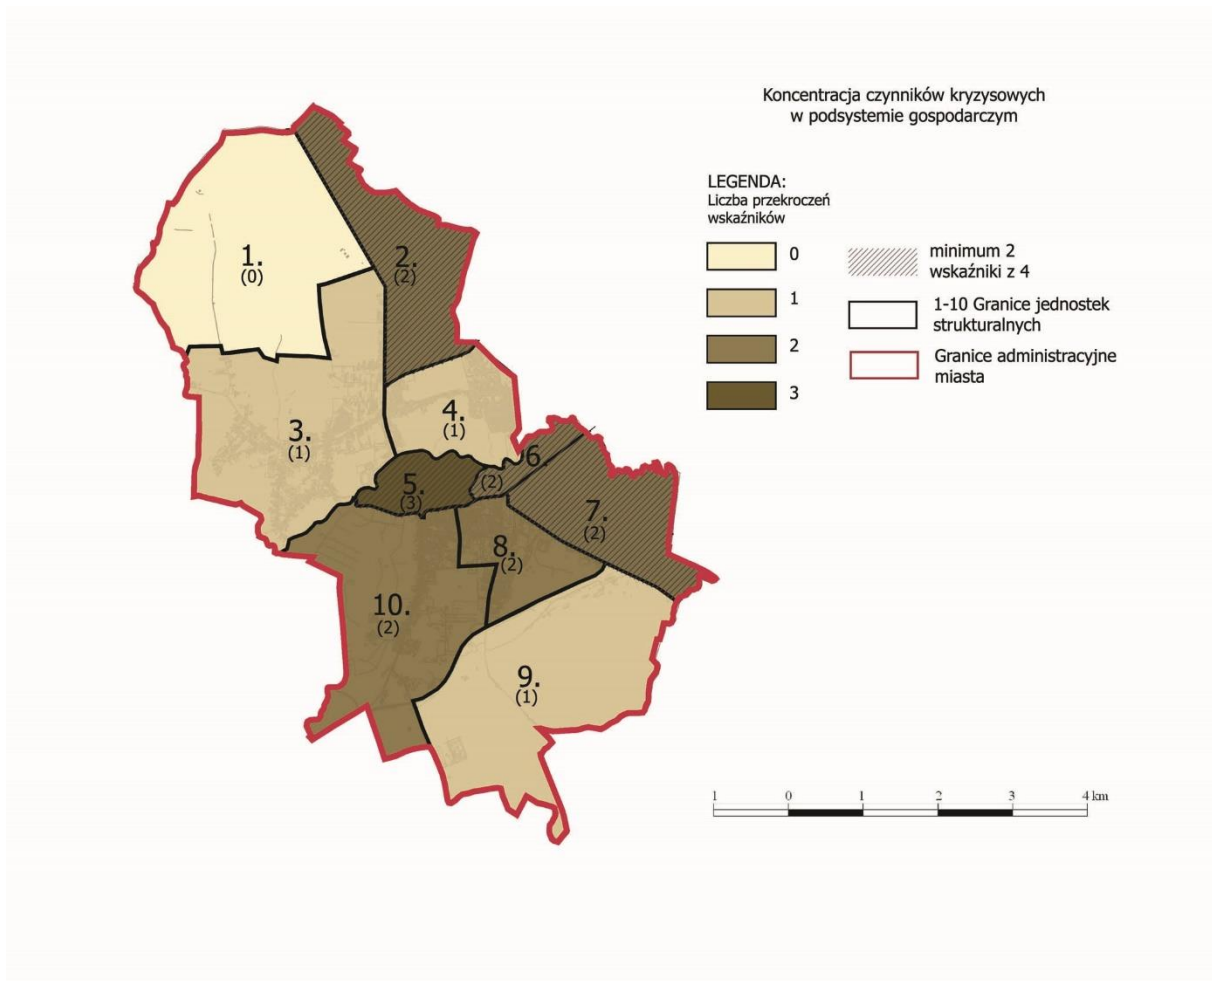 Koncentracja czynników kryzysowych
w podsystemie gospodarczym
LEGENDA:
Liczba przekroczeń
wskaźników
0
1
2
3
minimum 2
wskaźniki z 4
1-10 Granice jednostek
strukturalnych
Granice administracyjne
miasta
1.
(0)
2.
(2)
3.
(1)
4.
(1)
5.
(3)
6.
(2)
7.
(2)
8.
(2)
9.
(1)
10.
(2)
1 0 1 2 3 4 km